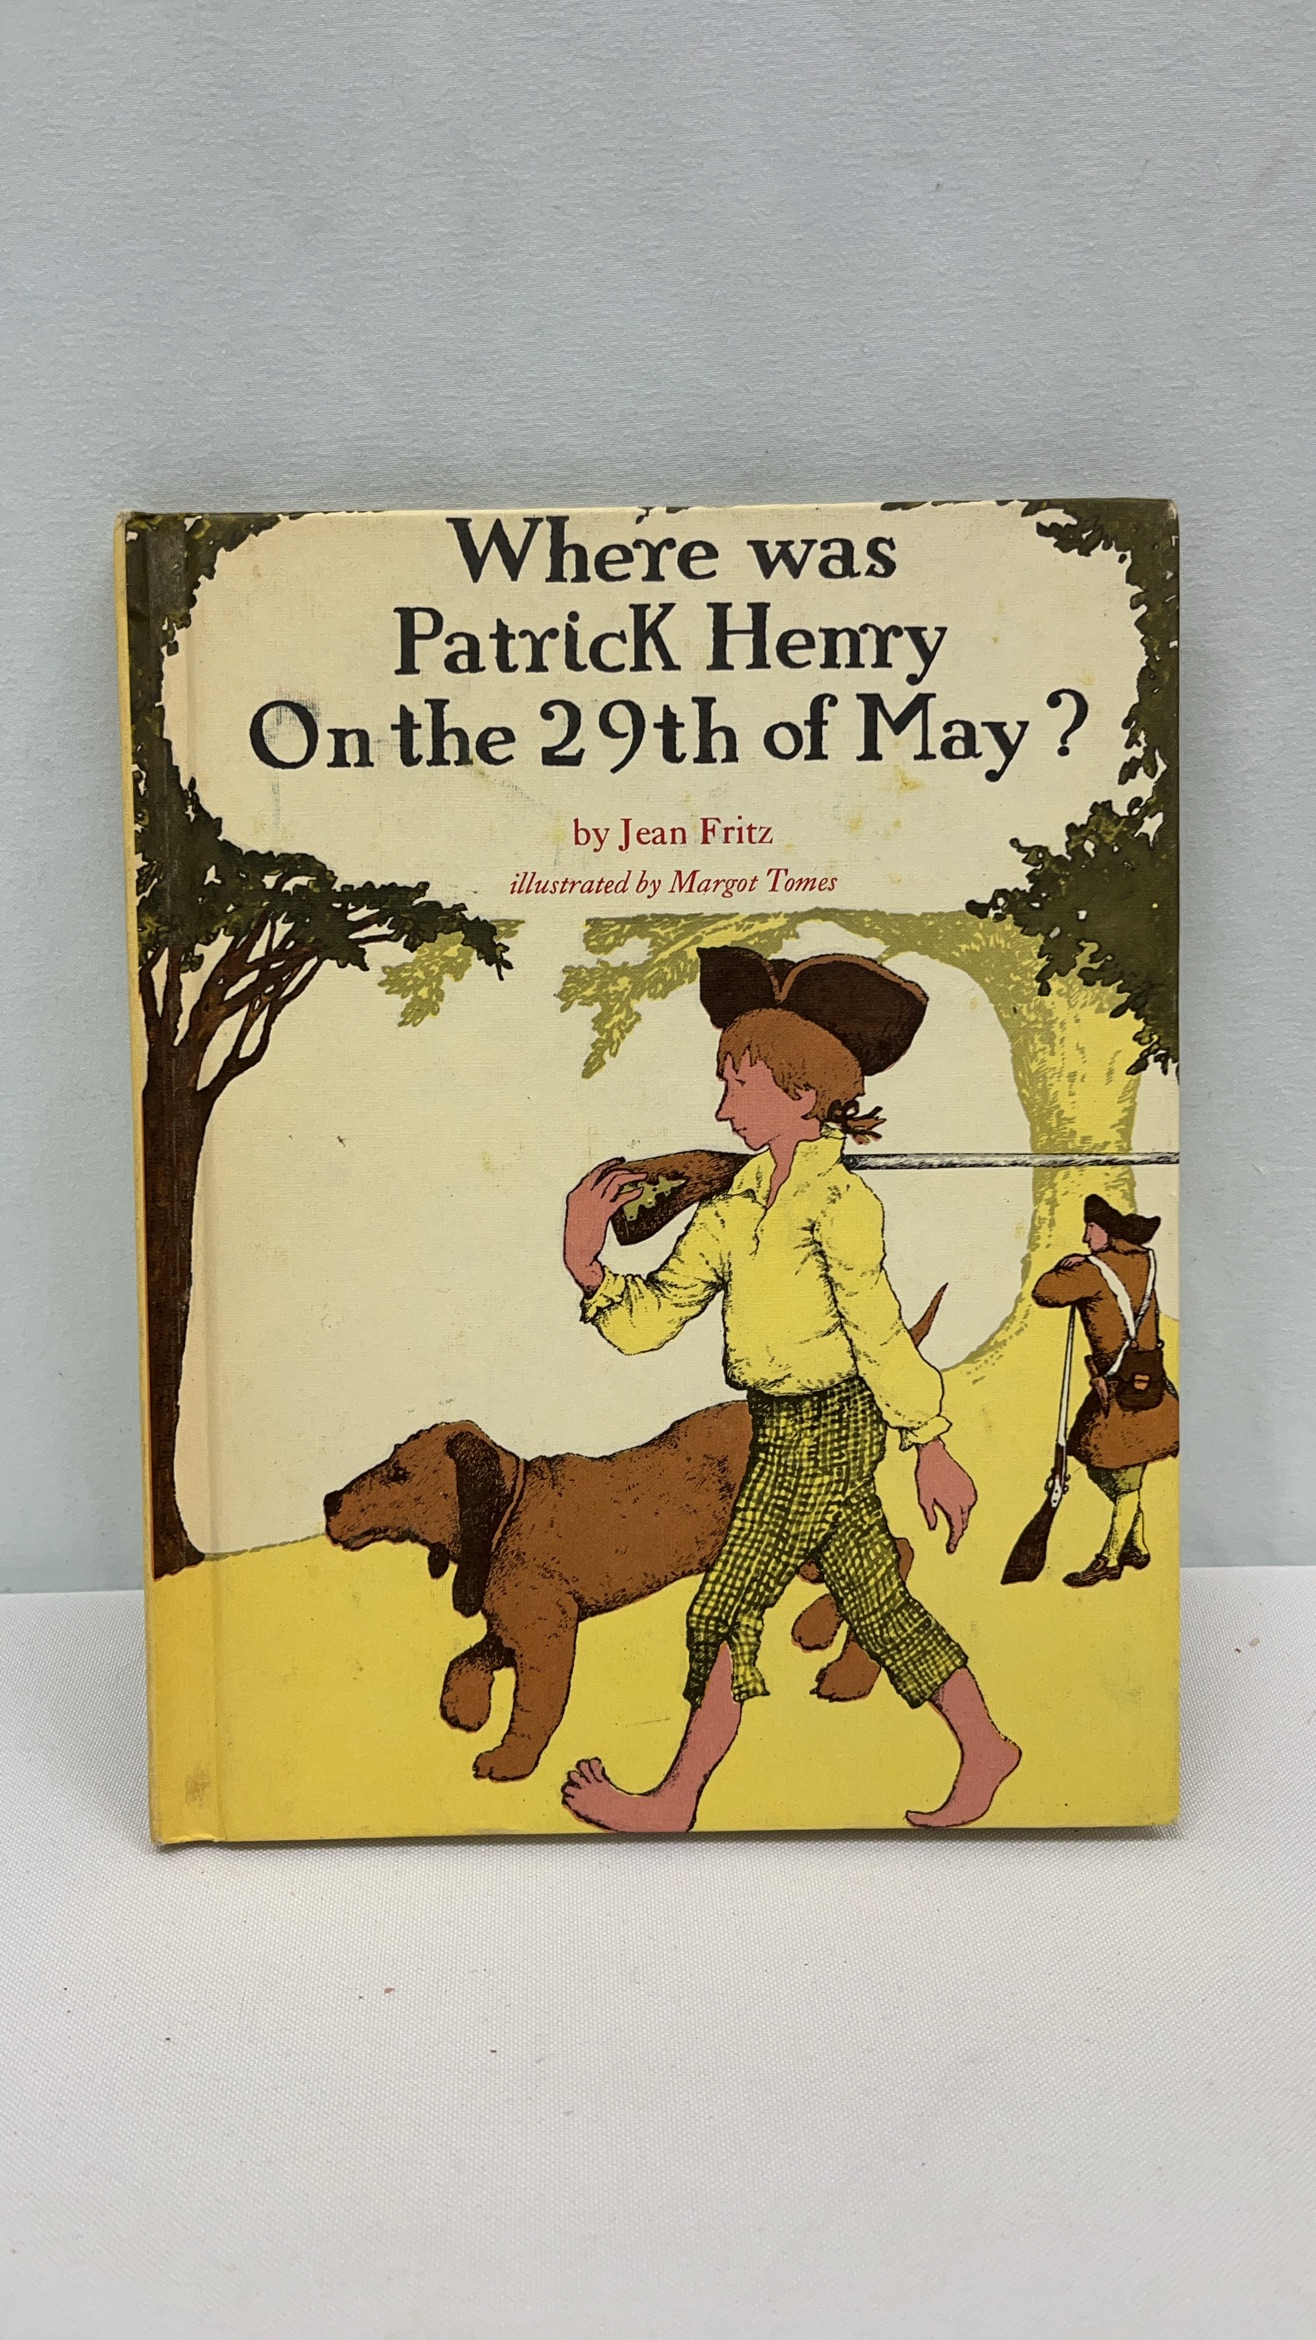 Where was
Patrick Henry
On the 29th of May?
by Jean Fritz
illustrated by Margot Tomes